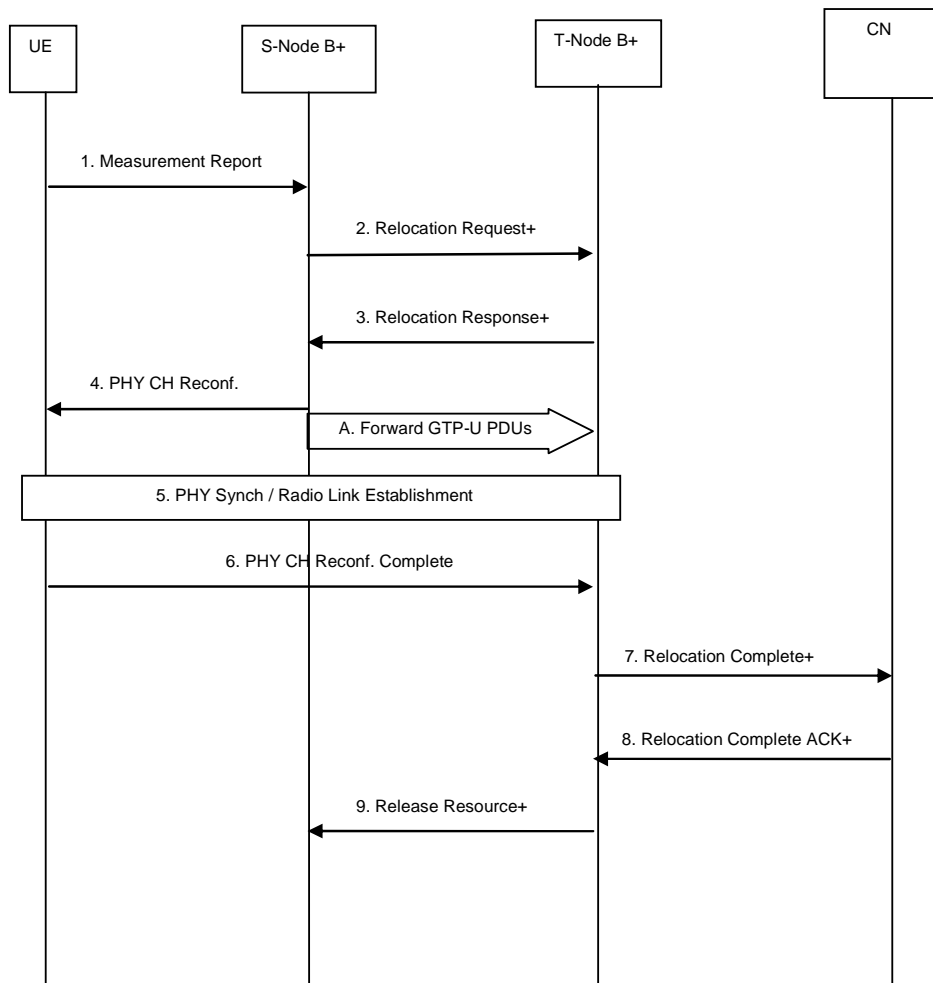 UE
S-Node B+
T-Node B+
CN
1. Measurement Report
2. Relocation Request+
3. Relocation Response+
4. PHY CH Reconf.
A. Forward GTP-U PDUs
5. PHY Synch / Radio Link Establishment
6. PHY CH Reconf. Complete
7. Relocation Complete+
8. Relocation Complete ACK+
9. Release Resource+